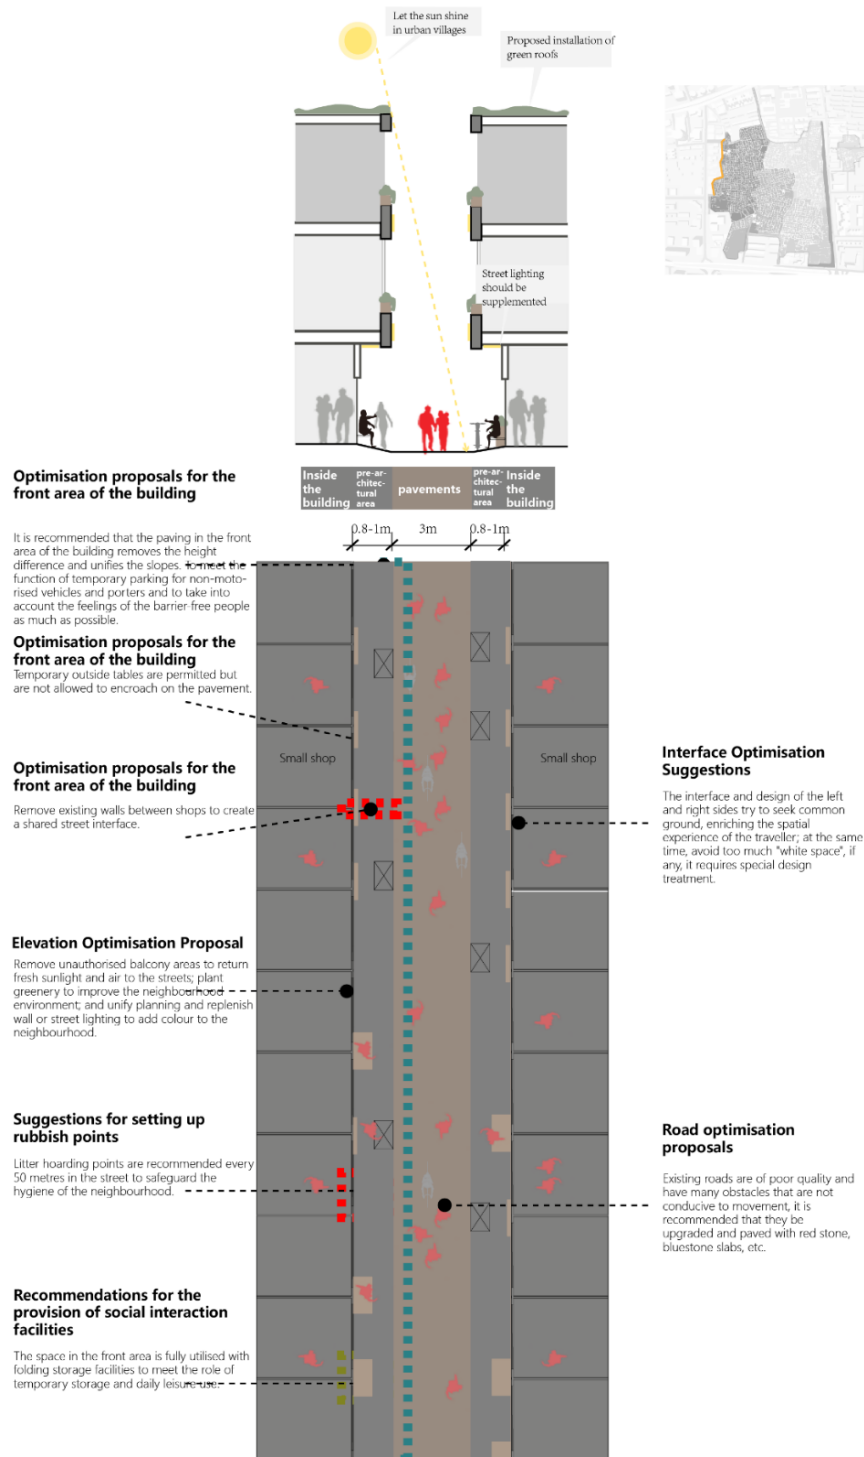 Let the sun shine
in urban villages
Proposed installation of
green roofs
Street lighting
should be
supplemented
Inside
the
building
pre-ar-
chitec-
tural
area
pavements
pre-ar-
chitec-
tural
area
Inside
the
building
0.8-1m
3m
0.8-1m
Optimisation proposals for the
front area of the building
It is recommended that the paving in the front
area of the building removes the height
difference and unifies the slopes. To meet the
function of temporary parking for non-moto-
rised vehicles and porters and to take into
account the feelings of the barrier-free people
as much as possible.
Optimisation proposals for the
front area of the building
Temporary outside tables are permitted but
are not allowed to encroach on the pavement.
Small shop
Small shop
Optimisation proposals for the
front area of the building
Remove existing walls between shops to create
a shared street interface.
Interface Optimisation
Suggestions
The interface and design of the left
and right sides try to seek common
ground, enriching the spatial
experience of the traveller; at the same
time, avoid too much "white space", if
any, it requires special design
treatment.
Elevation Optimisation Proposal
Remove unauthorised balcony areas to return
fresh sunlight and air to the streets; plant
greenery to improve the neighbourhood
environment; and unify planning and replenish
wall or street lighting to add colour to the
neighbourhood.
Suggestions for setting up
rubbish points
Litter hoarding points are recommended every
50 metres in the street to safeguard the
hygiene of the neighbourhood.
Road optimisation
proposals
Existing roads are of poor quality and
have many obstacles that are not
conducive to movement, it is
recommended that they be
upgraded and paved with red stone,
bluestone slabs, etc.
Recommendations for the
provision of social interaction
facilities
The space in the front area is fully utilised with
folding storage facilities to meet the role of
temporary storage and daily leisure use.